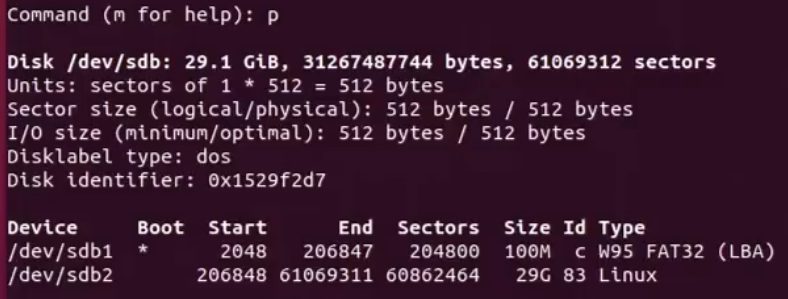 Command (m for help): p
Disk /dev/sdb: 29.1 GiB, 31267487744 bytes, 61069312 sectors
Units: sectors of 1 * 512 = 512 bytes
Sector size (logical/physical): 512 bytes / 512 bytes
I/O size (minimum/optimal): 512 bytes / 512 bytes
Disklabel type: dos
Disk identifier: 0x1529f2d7
Device     Boot  Start      End  Sectors  Size Id Type
/dev/sdb1  *      2048   206847   204800  100M  c W95 FAT32 (LBA)
/dev/sdb2       206848 61069311 60862464   29G 83 Linux